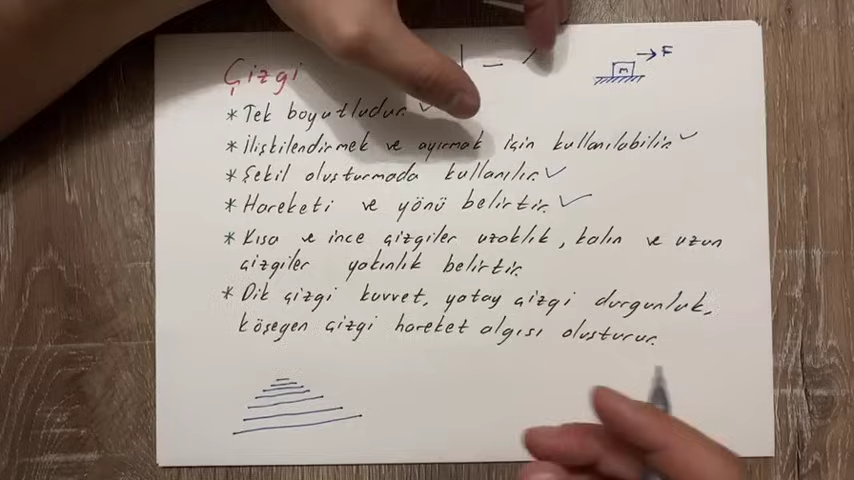 Çizgi
F
m
* Tek boyutludur.
* İlişkilendirmek ve ayırmak için kullanılabilir.
* Şekil oluşturmada kullanılır.
* Hareketi ve yönü belirtir.
* Kısa ve ince çizgiler uzaklık, kalın ve uzun
çizgiler yakınlık belirtir.
* Dik çizgi kuvvet, yatay çizgi durgunluk,
köşegen çizgi hareket algısı oluşturur.